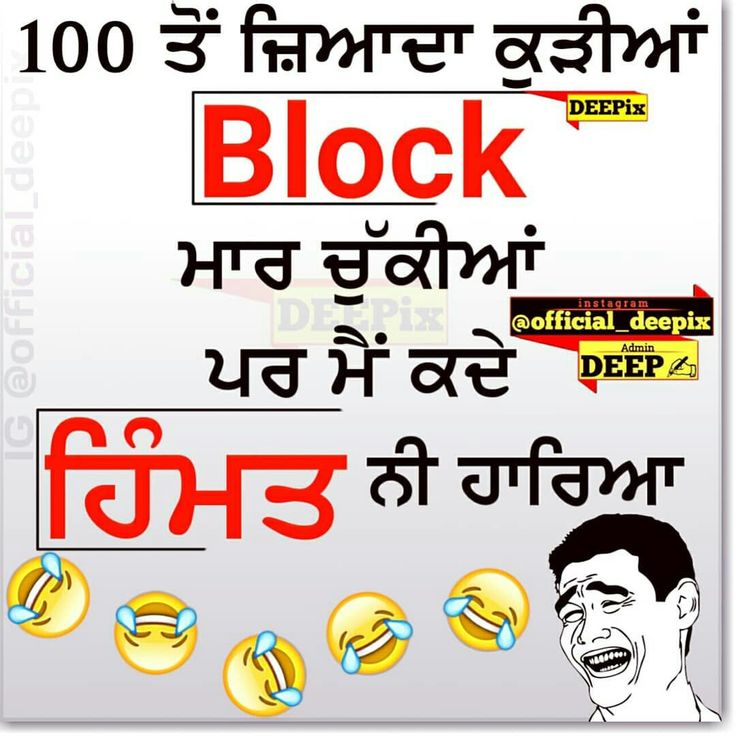 100 ਤੋਂ ਜ਼ਿਆਦਾ ਕੁੜੀਆਂ
DEEPix
Block
ਮਾਰ ਚੁੱਕੀਆਂ
DEEPix
instagram
@official_deepix
Admin
DEEP
ਪਰ ਮੈਂ ਕਦੇ
ਹਿੰਮਤ ਨੀ ਹਾਰਿਆ
IG @official_deepix